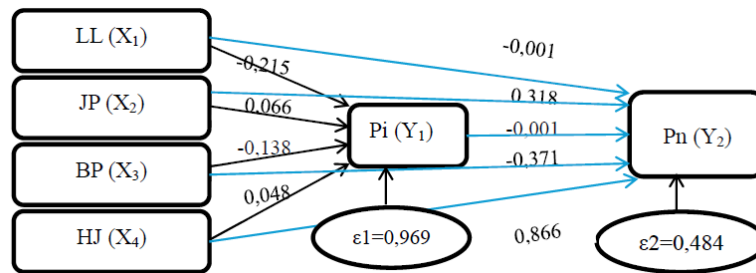 LL (X1)
-0,001
-0,215
JP (X2)
0,066
0,318
Pi (Y1)
-0,001
Pn (Y2)
-0,138
BP (X3)
-0,371
0,048
HJ (X4)
ε1=0,969
0,866
ε2=0,484